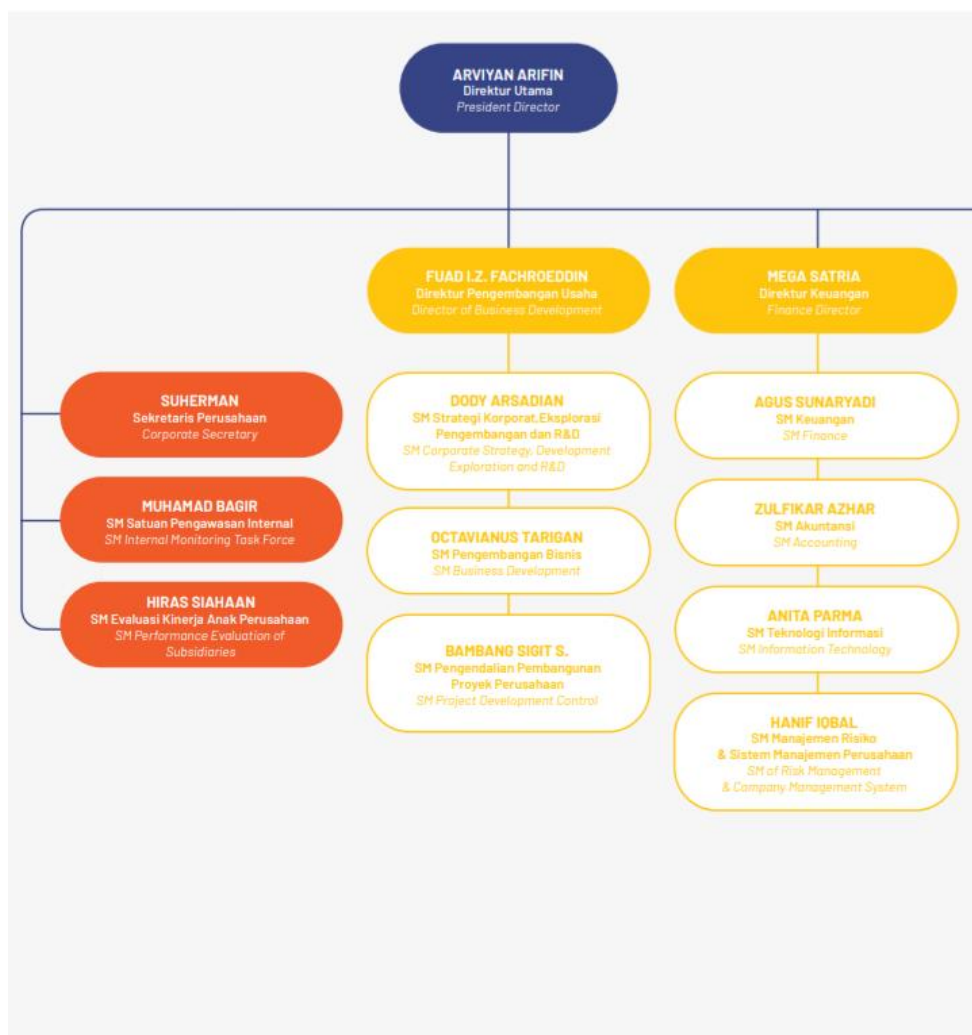 ARVIYAN ARIFIN
Direktur Utama
President Director
FUAD I.Z. FACHROEDDIN
Direktur Pengembangan Usaha
Director of Business Development
MEGA SATRIA
Direktur Keuangan
Finance Director
SUHERMAN
Sekretaris Perusahaan
Corporate Secretary
MUHAMAD BAGIR
SM Satuan Pengawasan Internal
SM Internal Monitoring Task Force
HIRAS SIAHAAN
SM Evaluasi Kinerja Anak Perusahaan
SM Performance Evaluation of
Subsidiaries
DODY ARSADIAN
SM Strategi Korporat,Eksplorasi
Pengembangan dan R&D
SM Corporate Strategy, Development
Exploration and R&D
OCTAVIANUS TARIGAN
SM Pengembangan Bisnis
SM Business Development
BAMBANG SIGIT S.
SM Pengendalian Pembangunan
Proyek Perusahaan
SM Project Development Control
AGUS SUNARYADI
SM Keuangan
SM Finance
ZULFIKAR AZHAR
SM Akuntansi
SM Accounting
ANITA PARMA
SM Teknologi Informasi
SM Information Technology
HANIF IQBAL
SM Manajemen Risiko
& Sistem Manajemen Perusahaan
SM of Risk Management
& Company Management System